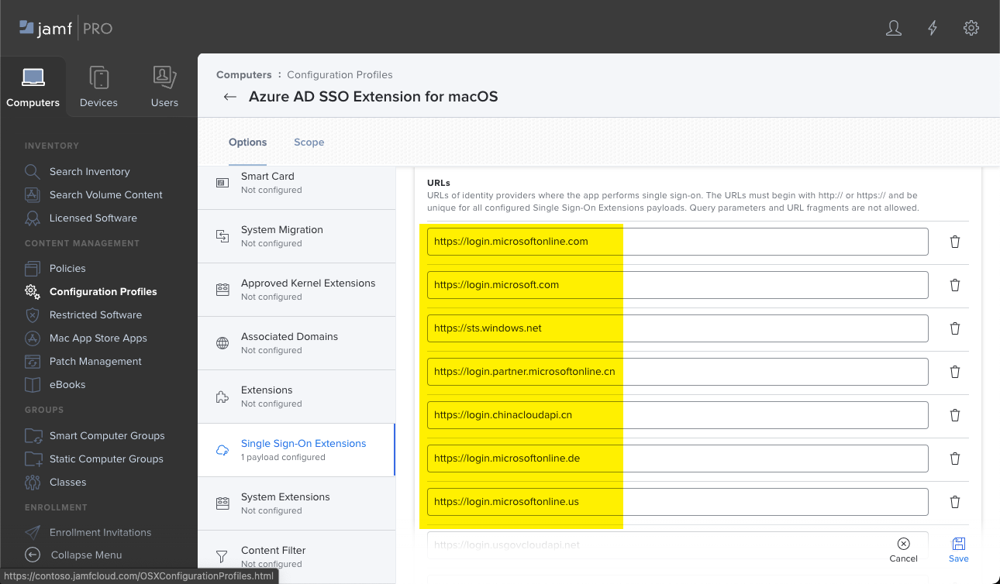 jamf PRO
Computers
Devices
Users
INVENTORY
Search Inventory
Search Volume Content
Licensed Software
CONTENT MANAGEMENT
Policies
Configuration Profiles
Restricted Software
Mac App Store Apps
Patch Management
eBooks
GROUPS
Smart Computer Groups
Static Computer Groups
Classes
ENROLLMENT
Enrollment Invitations
Collapse Menu
https://contoso.jamfcloud.com/OSXConfigurationProfiles.html
Computers : Configuration Profiles
← Azure AD SSO Extension for macOS
Options
Scope
Smart Card
Not configured
System Migration
Not configured
Approved Kernel Extensions
Not configured
Associated Domains
Not configured
Extensions
Not configured
Single Sign-On Extensions
1 payload configured
System Extensions
Not configured
Content Filter
Not configured
URLs
URLs of identity providers where the app performs single sign-on. The URLs must begin with http:// or https:// and be
unique for all configured Single Sign-On Extensions payloads. Query parameters and URL fragments are not allowed.
https://login.microsoftonline.com
https://login.microsoft.com
https://sts.windows.net
https://login.partner.microsoftonline.cn
https://login.chinacloudapi.cn
https://login.microsoftonline.de
https://login.microsoftonline.us
https://login.usgovcloudapi.net
Cancel
Save